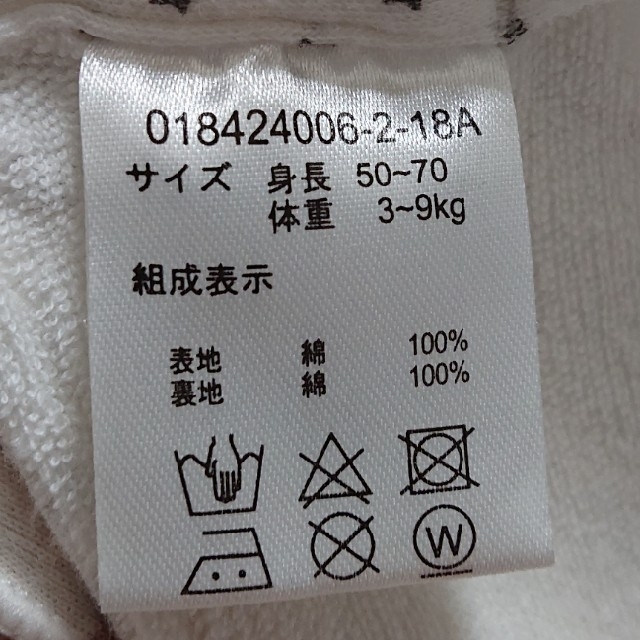 018424006-2-18A
サイズ 身長 50~70
体重 3~9kg
組成表示
表地 綿 100%
裏地 綿 100%
W